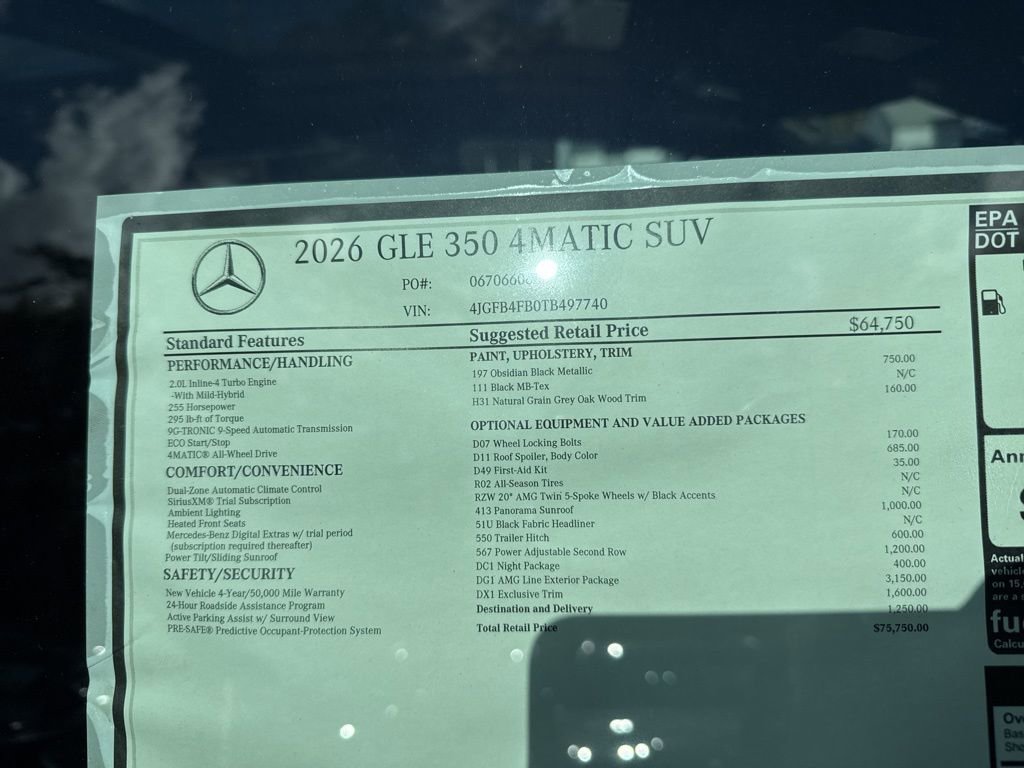 2026 GLE 350 4MATIC SUV
PO#:
VIN: 4JGFB4FB0TB497740
Standard Features
PERFORMANCE/HANDLING
2.0L Inline-4 Turbo Engine
-With Mild-Hybrid
255 Horsepower
295 lb-ft of Torque
9G-TRONIC 9-Speed Automatic Transmission
ECO Start/Stop
4MATIC® All-Wheel Drive
COMFORT/CONVENIENCE
Dual-Zone Automatic Climate Control
SiriusXM® Trial Subscription
Ambient Lighting
Heated Front Seats
Mercedes-Benz Digital Extras w/ trial period
(subscription required thereafter)
Power Tilt/Sliding Sunroof
SAFETY/SECURITY
New Vehicle 4-Year/50,000 Mile Warranty
24-Hour Roadside Assistance Program
Active Parking Assist w/ Surround View
PRE-SAFE® Predictive Occupant-Protection System
Suggested Retail Price $64,750
PAINT, UPHOLSTERY, TRIM
197 Obsidian Black Metallic 750.00
111 Black MB-Tex N/C
H31 Natural Grain Grey Oak Wood Trim 160.00
OPTIONAL EQUIPMENT AND VALUE ADDED PACKAGES
D07 Wheel Locking Bolts 170.00
D11 Roof Spoiler, Body Color 685.00
D49 First-Aid Kit 35.00
R02 All-Season Tires N/C
RZW 20" AMG Twin 5-Spoke Wheels w/ Black Accents N/C
413 Panorama Sunroof 1,000.00
51U Black Fabric Headliner N/C
550 Trailer Hitch 600.00
567 Power Adjustable Second Row 1,200.00
DC1 Night Package 400.00
DG1 AMG Line Exterior Package 3,150.00
DX1 Exclusive Trim 1,600.00
Destination and Delivery 1,250.00
Total Retail Price $75,750.00
EPA
DOT
Actual
on 15,
are a